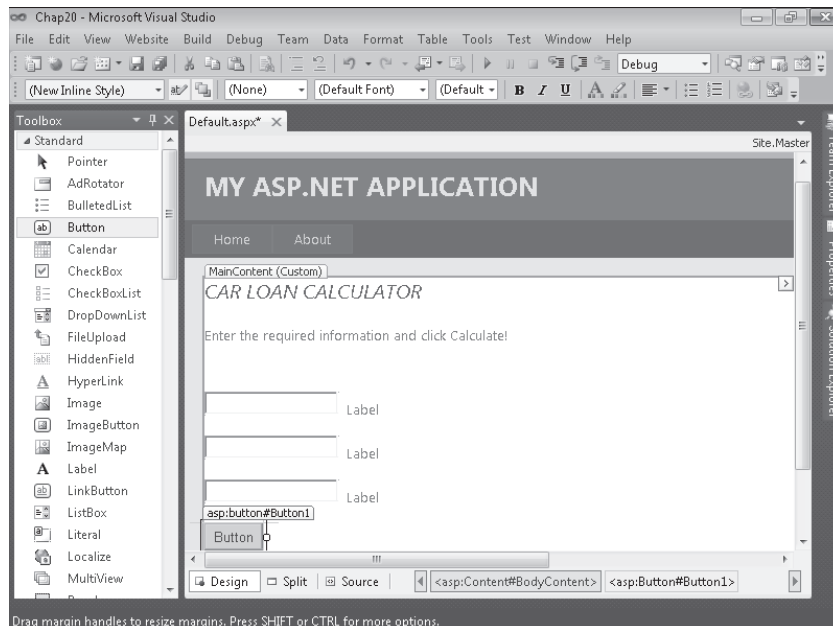 Chap20 - Microsoft Visual Studio
File Edit View Website Build Debug Team Data Format Table Tools Test Window Help
Debug
(New Inline Style) (None) (Default Font) (Default B I U
Toolbox
Default.aspx*
Site.Master
Standard
Pointer
AdRotator
BulletedList
Button
Calendar
CheckBox
CheckBoxList
DropDownList
FileUpload
HiddenField
HyperLink
Image
ImageButton
ImageMap
Label
LinkButton
ListBox
Literal
Localize
MultiView
MY ASP.NET APPLICATION
Home About
MainContent (Custom)
CAR LOAN CALCULATOR
Enter the required information and click Calculate!
Label
Label
Label
asp:button#Button1
Button
Design Split Source <asp:Content#BodyContent> <asp:Button#Button1>
Team Explorer
Properties
Solution Explorer
Drag margin handles to resize margins. Press SHIFT or CTRL for more options.